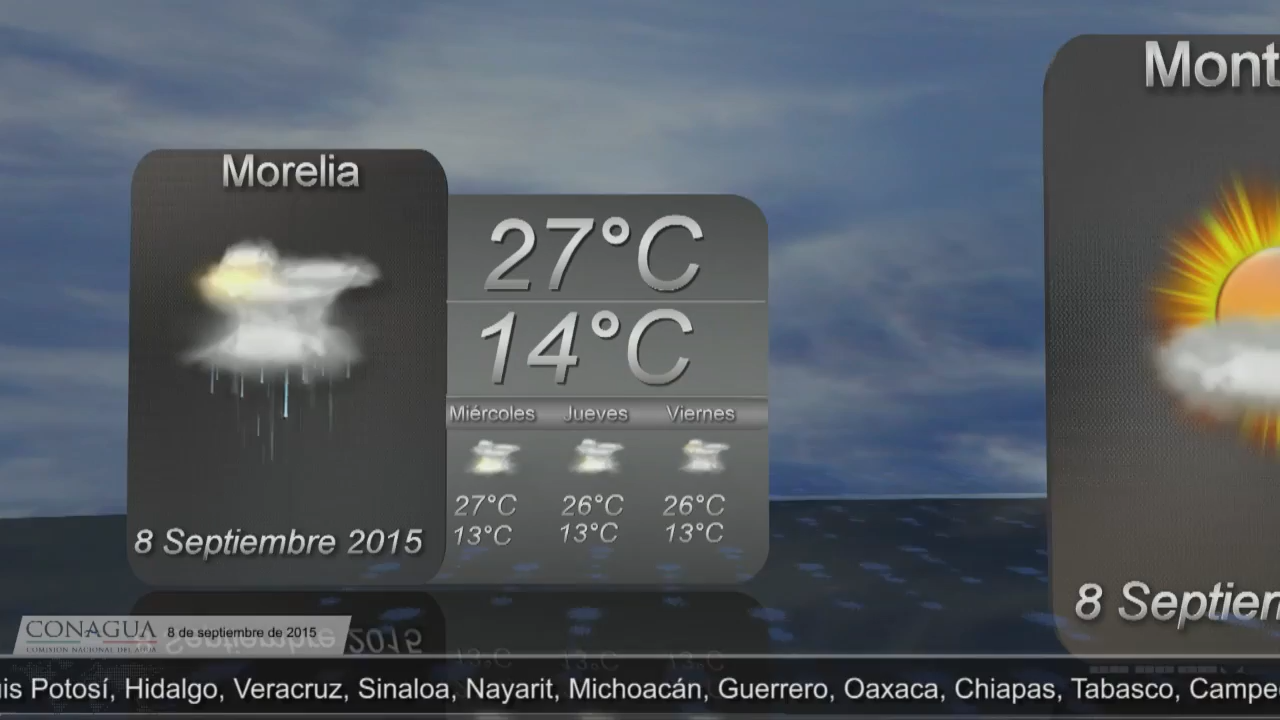 Morelia
27°C
14°C
Miércoles Jueves Viernes
27°C 26°C 26°C
13°C 13°C 13°C
8 Septiembre 2015
Mont
8 Septien
CONAGUA
COMISIÓN NACIONAL DEL AGUA
8 de septiembre de 2015
uis Potosí, Hidalgo, Veracruz, Sinaloa, Nayarit, Michoacán, Guerrero, Oaxaca, Chiapas, Tabasco, Campe